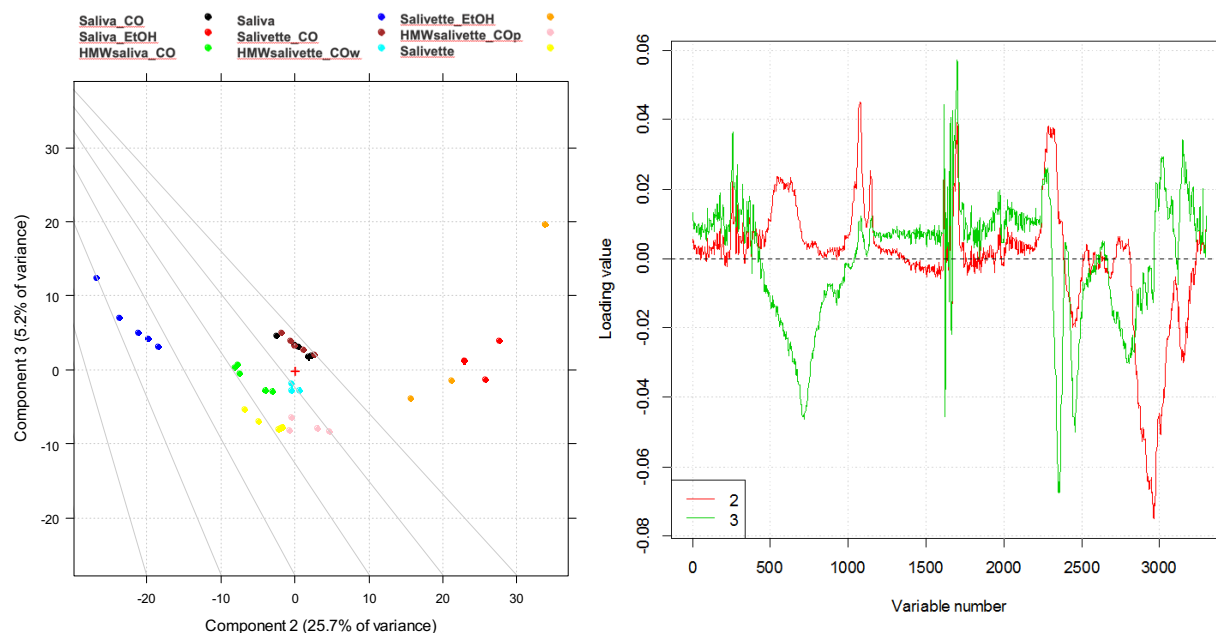 Saliva_CO Saliva Salivette_EtOH
Saliva_EtOH Salivette_CO HMWsalivette_COp
HMWsaliva_CO HMWsalivette_COw Salivette
30
20
10
0
-10
-20
Component 3 (5.2% of variance)
-20 -10 0 10 20 30
Component 2 (25.7% of variance)
0.06
0.04
0.02
0.00
-0.02
-0.04
-0.06
-0.08
Loading value
2
3
0 500 1000 1500 2000 2500 3000
Variable number